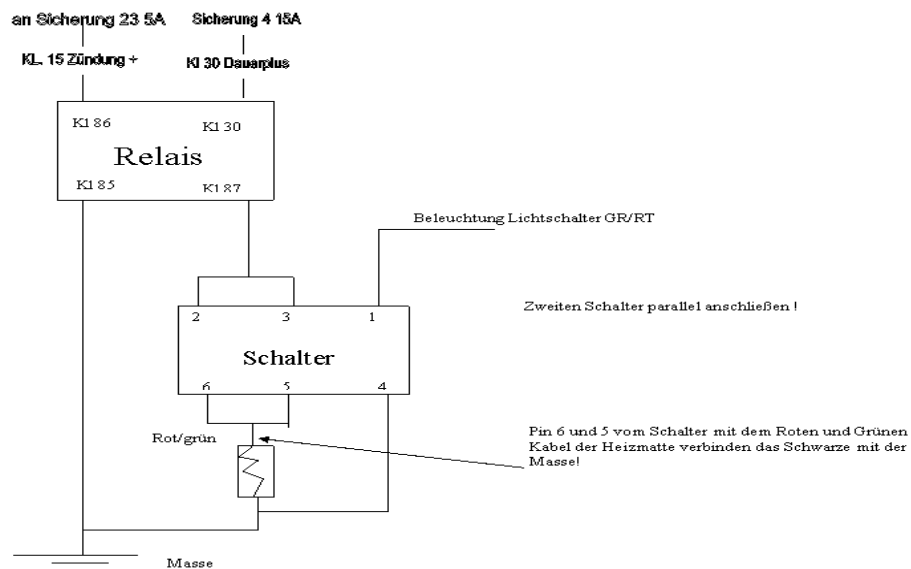 an Sicherung 23 5A
Sicherung 4 15A
KL. 15 Zündung +
Kl 30 Dauerplus
Kl 86
Kl 30
Relais
Kl 85
Kl 87
Beleuchtung Lichtschalter GR/RT
2
3
1
Zweiten Schalter parallel anschließen !
Schalter
6
5
4
Rot/grün
Pin 6 und 5 vom Schalter mit dem Roten und Grünen
Kabel der Heizmatte verbinden das Schwarze mit der
Masse!
Masse